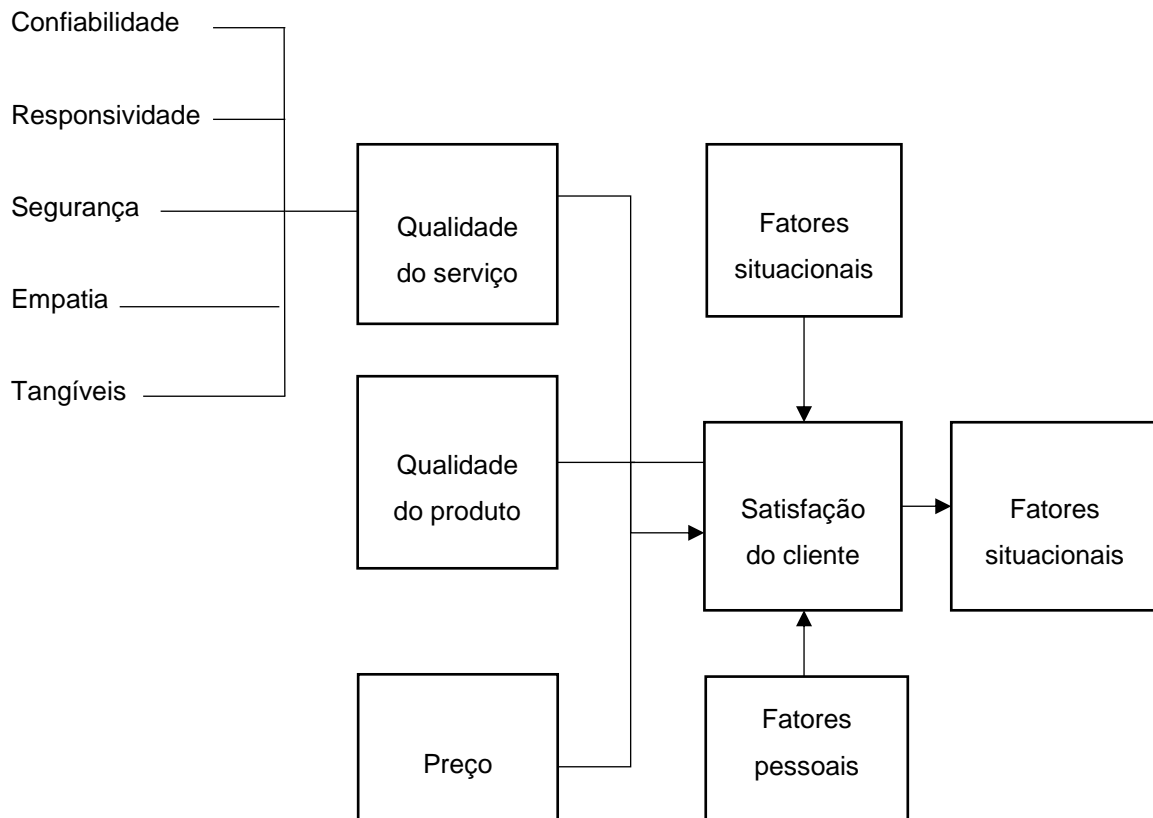 Confiabilidade
Responsividade
Segurança
Empatia
Tangíveis
Qualidade
do serviço
Qualidade
do produto
Preço
Fatores
situacionais
Satisfação
do cliente
Fatores
pessoais
Fatores
situacionais